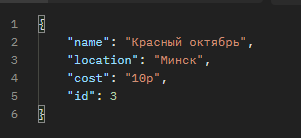 1 {
2 "name": "Красный октябрь",
3 "location": "Минск",
4 "cost": "10р",
5 "id": 3
6 }